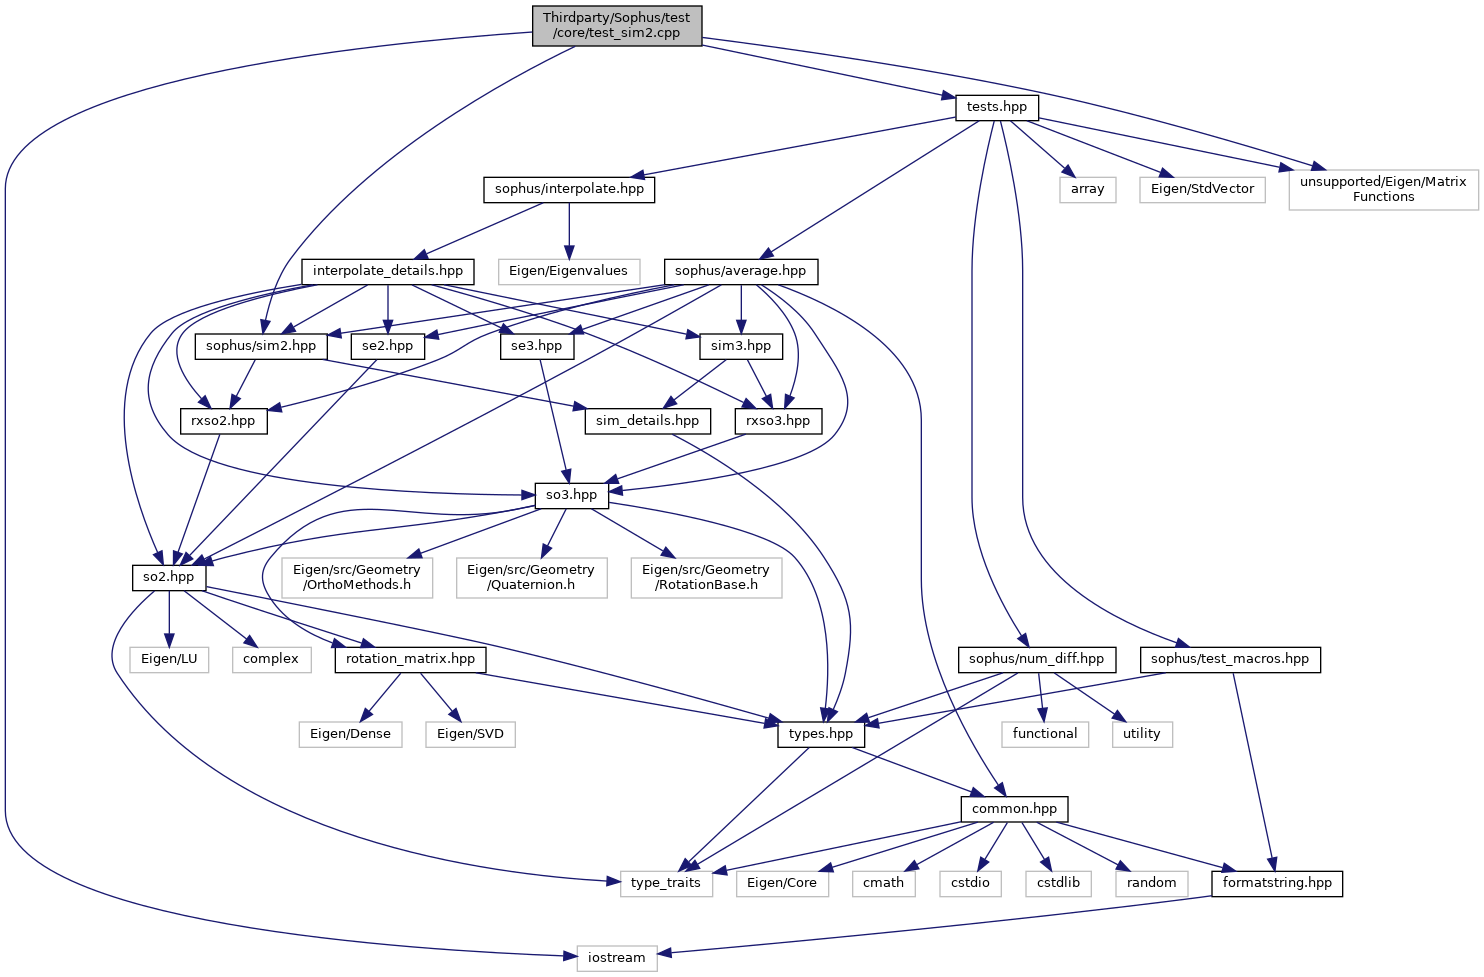 Thirdparty/Sophus/test
/core/test_sim2.cpp
tests.hpp
sophus/interpolate.hpp
array
Eigen/StdVector
unsupported/Eigen/Matrix
Functions
interpolate_details.hpp
Eigen/Eigenvalues
sophus/average.hpp
sophus/sim2.hpp
se2.hpp
se3.hpp
sim3.hpp
rxso2.hpp
sim_details.hpp
rxso3.hpp
so3.hpp
so2.hpp
Eigen/src/Geometry
/OrthoMethods.h
Eigen/src/Geometry
/Quaternion.h
Eigen/src/Geometry
/RotationBase.h
Eigen/LU
complex
rotation_matrix.hpp
sophus/num_diff.hpp
sophus/test_macros.hpp
Eigen/Dense
Eigen/SVD
types.hpp
functional
utility
common.hpp
type_traits
Eigen/Core
cmath
cstdio
cstdlib
random
formatstring.hpp
iostream